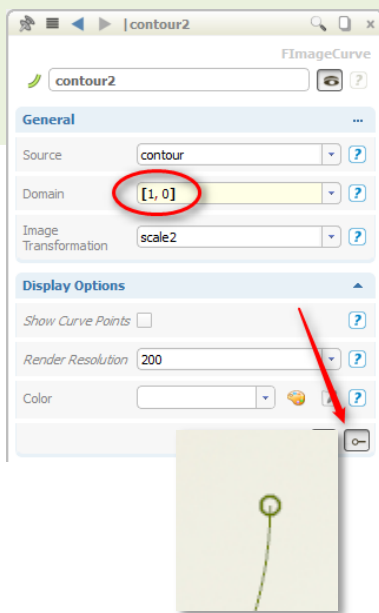 |contour2
FImageCurve
contour2
General
Source
contour
Domain
[1, 0]
Image
Transformation
scale2
Display Options
Show Curve Points
Render Resolution
200
Color